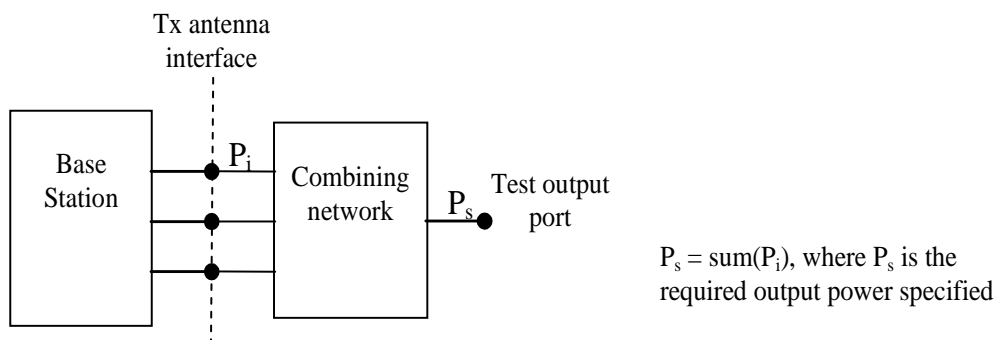 Tx antenna
interface
Base
Station
P_i
Combining
network
P_s
Test output
port
P_s = sum(P_i), where P_s is the
required output power specified